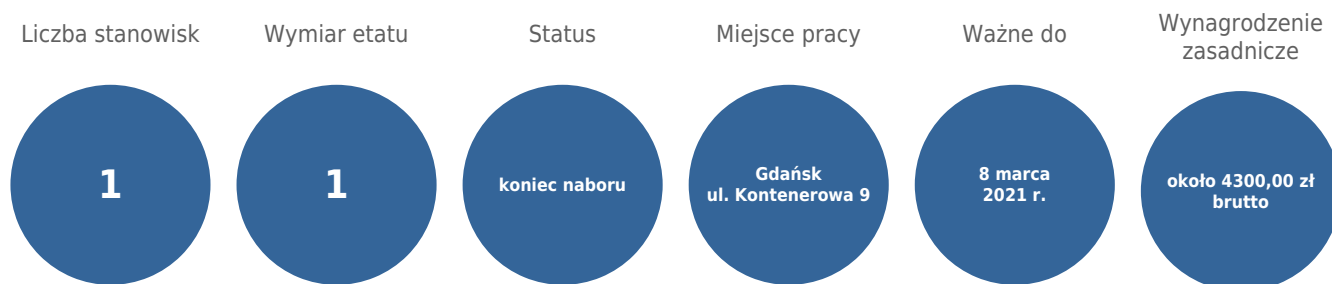 Liczba stanowisk
1
Wymiar etatu
1
Status
koniec naboru
Miejsce pracy
Gdańsk
ul. Kontenerowa 9
Ważne do
8 marca
2021 r.
Wynagrodzenie
zasadnicze
około 4300,00 zł
brutto